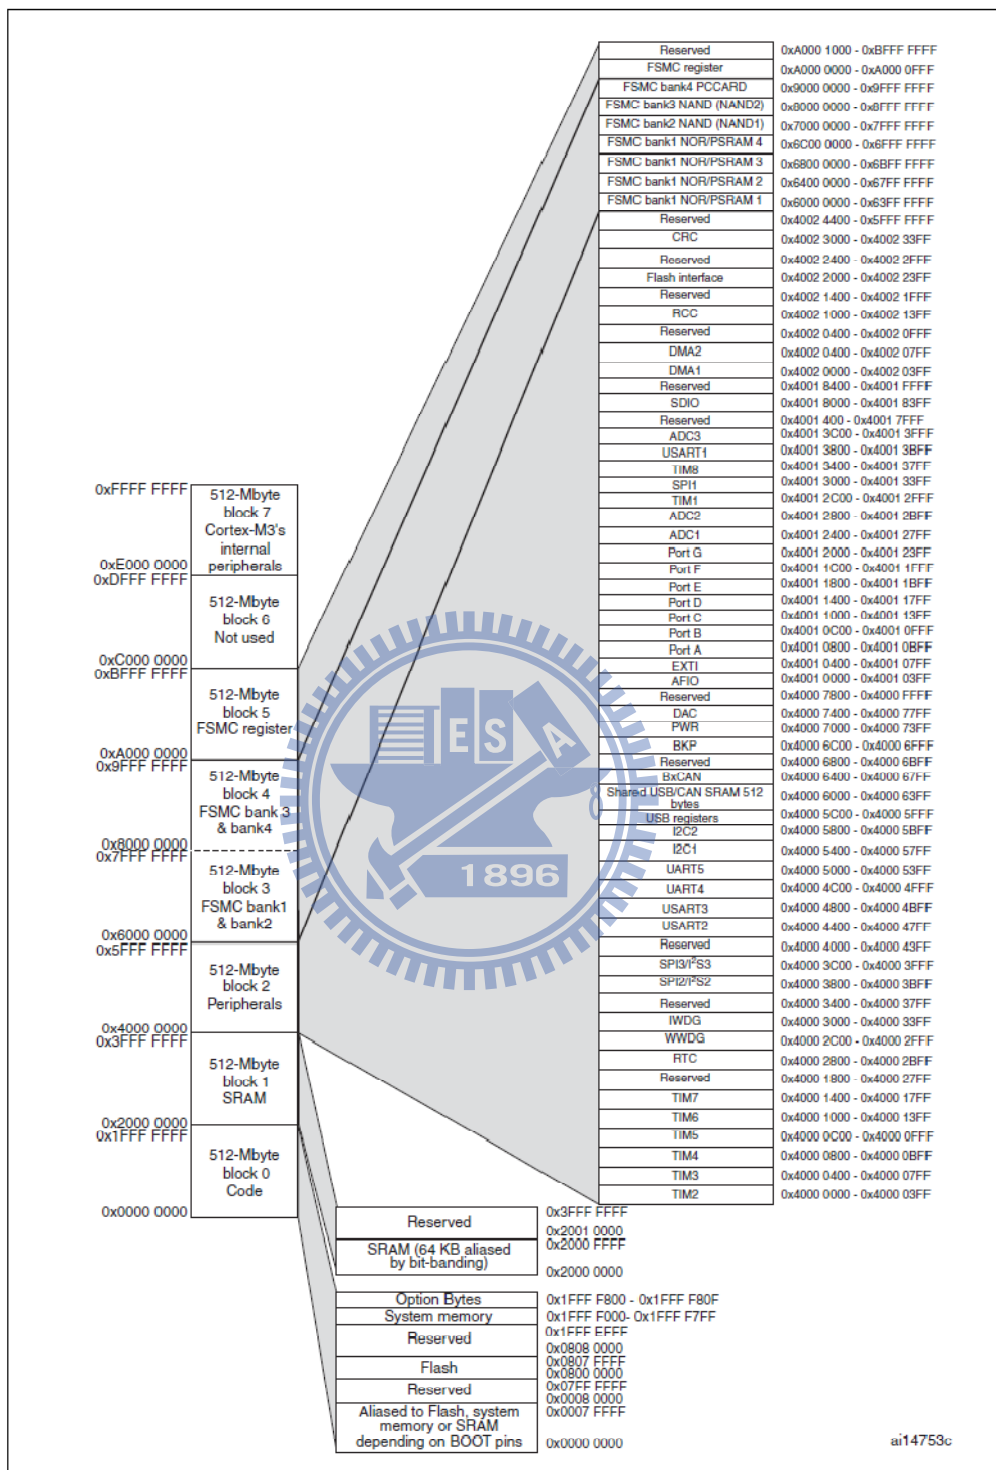 Reserved 0xA000 1000 - 0xBFFF FFFF
FSMC register 0xA000 0000 - 0xA000 0FFF
FSMC bank4 PCCARD 0x9000 0000 - 0x9FFF FFFF
FSMC bank3 NAND (NAND2) 0x8000 0000 - 0x8FFF FFFF
FSMC bank2 NAND (NAND1) 0x7000 0000 - 0x7FFF FFFF
FSMC bank1 NOR/PSRAM 4 0x6C00 0000 - 0x6FFF FFFF
FSMC bank1 NOR/PSRAM 3 0x6800 0000 - 0x6BFF FFFF
FSMC bank1 NOR/PSRAM 2 0x6400 0000 - 0x67FF FFFF
FSMC bank1 NOR/PSRAM 1 0x6000 0000 - 0x63FF FFFF
Reserved 0x4002 4400 - 0x5FFF FFFF
CRC 0x4002 3000 - 0x4002 33FF
Reserved 0x4002 2400 - 0x4002 2FFF
Flash interface 0x4002 2000 - 0x4002 23FF
Reserved 0x4002 1400 - 0x4002 1FFF
RCC 0x4002 1000 - 0x4002 13FF
Reserved 0x4002 0400 - 0x4002 0FFF
DMA2 0x4002 0400 - 0x4002 07FF
DMA1 0x4002 0000 - 0x4002 03FF
Reserved 0x4001 8400 - 0x4001 FFFF
SDIO 0x4001 8000 - 0x4001 83FF
Reserved 0x4001 400 - 0x4001 7FFF
ADC3 0x4001 3C00 - 0x4001 3FFF
USART1 0x4001 3800 - 0x4001 3BFF
TIM8 0x4001 3400 - 0x4001 37FF
SPI1 0x4001 3000 - 0x4001 33FF
TIM1 0x4001 2C00 - 0x4001 2FFF
ADC2 0x4001 2800 - 0x4001 2BFF
ADC1 0x4001 2400 - 0x4001 27FF
Port G 0x4001 2000 - 0x4001 23FF
Port F 0x4001 1C00 - 0x4001 1FFF
Port E 0x4001 1800 - 0x4001 1BFF
Port D 0x4001 1400 - 0x4001 17FF
Port C 0x4001 1000 - 0x4001 13FF
Port B 0x4001 0C00 - 0x4001 0FFF
Port A 0x4001 0800 - 0x4001 0BFF
EXTI 0x4001 0400 - 0x4001 07FF
AFIO 0x4001 0000 - 0x4001 03FF
Reserved 0x4000 7800 - 0x4000 FFFF
DAC 0x4000 7400 - 0x4000 77FF
PWR 0x4000 7000 - 0x4000 73FF
BKP 0x4000 6C00 - 0x4000 6FFF
Reserved 0x4000 6800 - 0x4000 6BFF
BxCAN 0x4000 6400 - 0x4000 67FF
Shared USB/CAN SRAM 512
bytes 0x4000 6000 - 0x4000 63FF
USB registers 0x4000 5C00 - 0x4000 5FFF
I2C2 0x4000 5800 - 0x4000 5BFF
I2C1 0x4000 5400 - 0x4000 57FF
UART5 0x4000 5000 - 0x4000 53FF
UART4 0x4000 4C00 - 0x4000 4FFF
USART3 0x4000 4800 - 0x4000 4BFF
USART2 0x4000 4400 - 0x4000 47FF
Reserved 0x4000 4000 - 0x4000 43FF
SPI3/I²S3 0x4000 3C00 - 0x4000 3FFF
SPI2/I²S2 0x4000 3800 - 0x4000 3BFF
Reserved 0x4000 3400 - 0x4000 37FF
IWDG 0x4000 3000 - 0x4000 33FF
WWDG 0x4000 2C00 - 0x4000 2FFF
RTC 0x4000 2800 - 0x4000 2BFF
Reserved 0x4000 1800 - 0x4000 27FF
TIM7 0x4000 1400 - 0x4000 17FF
TIM6 0x4000 1000 - 0x4000 13FF
TIM5 0x4000 0C00 - 0x4000 0FFF
TIM4 0x4000 0800 - 0x4000 0BFF
TIM3 0x4000 0400 - 0x4000 07FF
TIM2 0x4000 0000 - 0x4000 03FF
0xFFFF FFFF
512-Mbyte
block 7
Cortex-M3's
internal
peripherals
0xE000 0000
0xDFFF FFFF
512-Mbyte
block 6
Not used
0xC000 0000
0xBFFF FFFF
512-Mbyte
block 5
FSMC register
0xA000 0000
0x9FFF FFFF
512-Mbyte
block 4
FSMC bank 3
& bank4
0x8000 0000
0x7FFF FFFF
512-Mbyte
block 3
FSMC bank1
& bank2
0x6000 0000
0x5FFF FFFF
512-Mbyte
block 2
Peripherals
0x4000 0000
0x3FFF FFFF
512-Mbyte
block 1
SRAM
0x2000 0000
0x1FFF FFFF
512-Mbyte
block 0
Code
0x0000 0000
ESA
1896
0x3FFF FFFF
Reserved
0x2001 0000
0x2000 FFFF
SRAM (64 KB aliased
by bit-banding)
0x2000 0000
Option Bytes 0x1FFF F800 - 0x1FFF F80F
System memory 0x1FFF F000- 0x1FFF F7FF
0x1FFF EFFF
Reserved
0x0808 0000
0x0807 FFFF
Flash
0x0800 0000
0x07FF FFFF
Reserved
0x0008 0000
0x0007 FFFF
Aliased to Flash, system
memory or SRAM
depending on BOOT pins
0x0000 0000
ai14753c